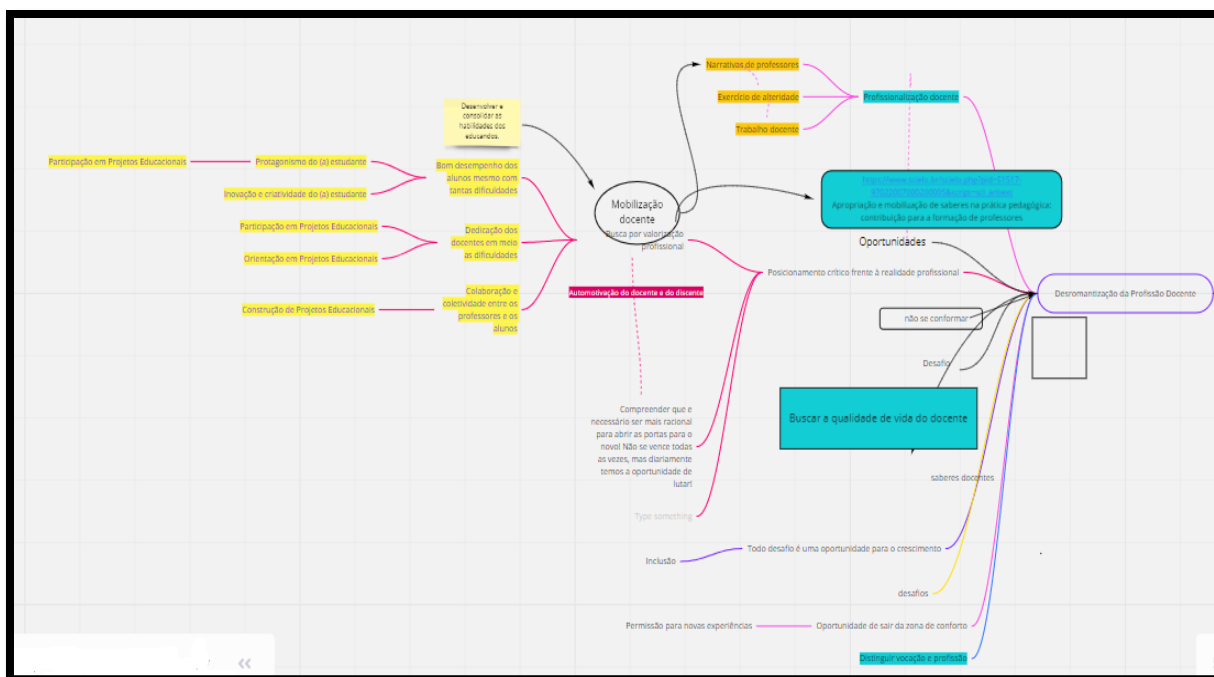 Narrativas de professores
Exercício de alteridade
Trabalho docente
Profissionalização docente
Desenvolver e
consolidar as
habilidades dos
educandos.
Participação em Projetos Educacionais
Protagonismo do (a) estudante
Inovação e criatividade do (a) estudante
Bom desempenho dos
alunos mesmo com
tantas dificuldades
Participação em Projetos Educacionais
Orientação em Projetos Educacionais
Dedicação dos
docentes em meio
as dificuldades
Construção de Projetos Educacionais
Colaboração e
coletividade entre os
professores e os
alunos
Mobilização
docente
Busca por valorização
profissional
Automotivação do docente e do discente
Apropriação e mobilização de saberes na prática pedagógica:
contribuição para a formação de professores
Oportunidades
Posicionamento crítico frente à realidade profissional
Desromantização da Profissão Docente
não se conformar
Desafio
Buscar a qualidade de vida do docente
Compreender que e
necessário ser mais racional
para abrir as portas para o
novo! Não se vence todas
as vezes, mas diariamente
temos a oportunidade de
lutar!
saberes docentes
Type something
Todo desafio é uma oportunidade para o crescimento
Inclusão
desafios
Permissão para novas experiências
Oportunidade de sair da zona de conforto
Distinguir vocação e profissão